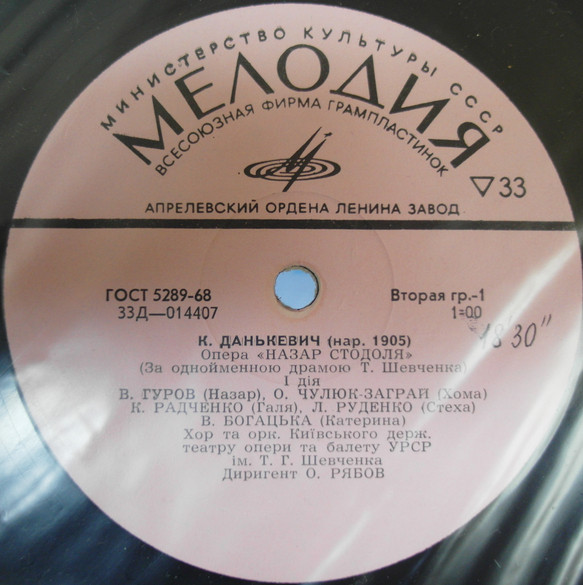 МИНИСТЕРСТВО КУЛЬТУРЫ СССР
МЕЛОДИЯ
ВСЕСОЮЗНАЯ ФИРМА ГРАМПЛАСТИНОК
▽33
АПРЕЛЕВСКИЙ ОРДЕНА ЛЕНИНА ЗАВОД
ГОСТ 5289-68 Вторая гр.-1
33Д—014407 1=00
18'30"
К. ДАНЬКЕВИЧ (нар. 1905)
Опера «НАЗАР СТОДОЛЯ»
(За однойменною драмою Т. Шевченка)
I дія
В. ГУРОВ (Назар), О. ЧУЛЮК-ЗАГРАЙ (Хома)
К. РАДЧЕНКО (Галя), Л. РУДЕНКО (Стеха)
В. БОГАЦЬКА (Катерина)
Хор та орк. Київського держ.
театру опери та балету УРСР
ім. Т. Г. Шевченка
Диригент О. РЯБОВ